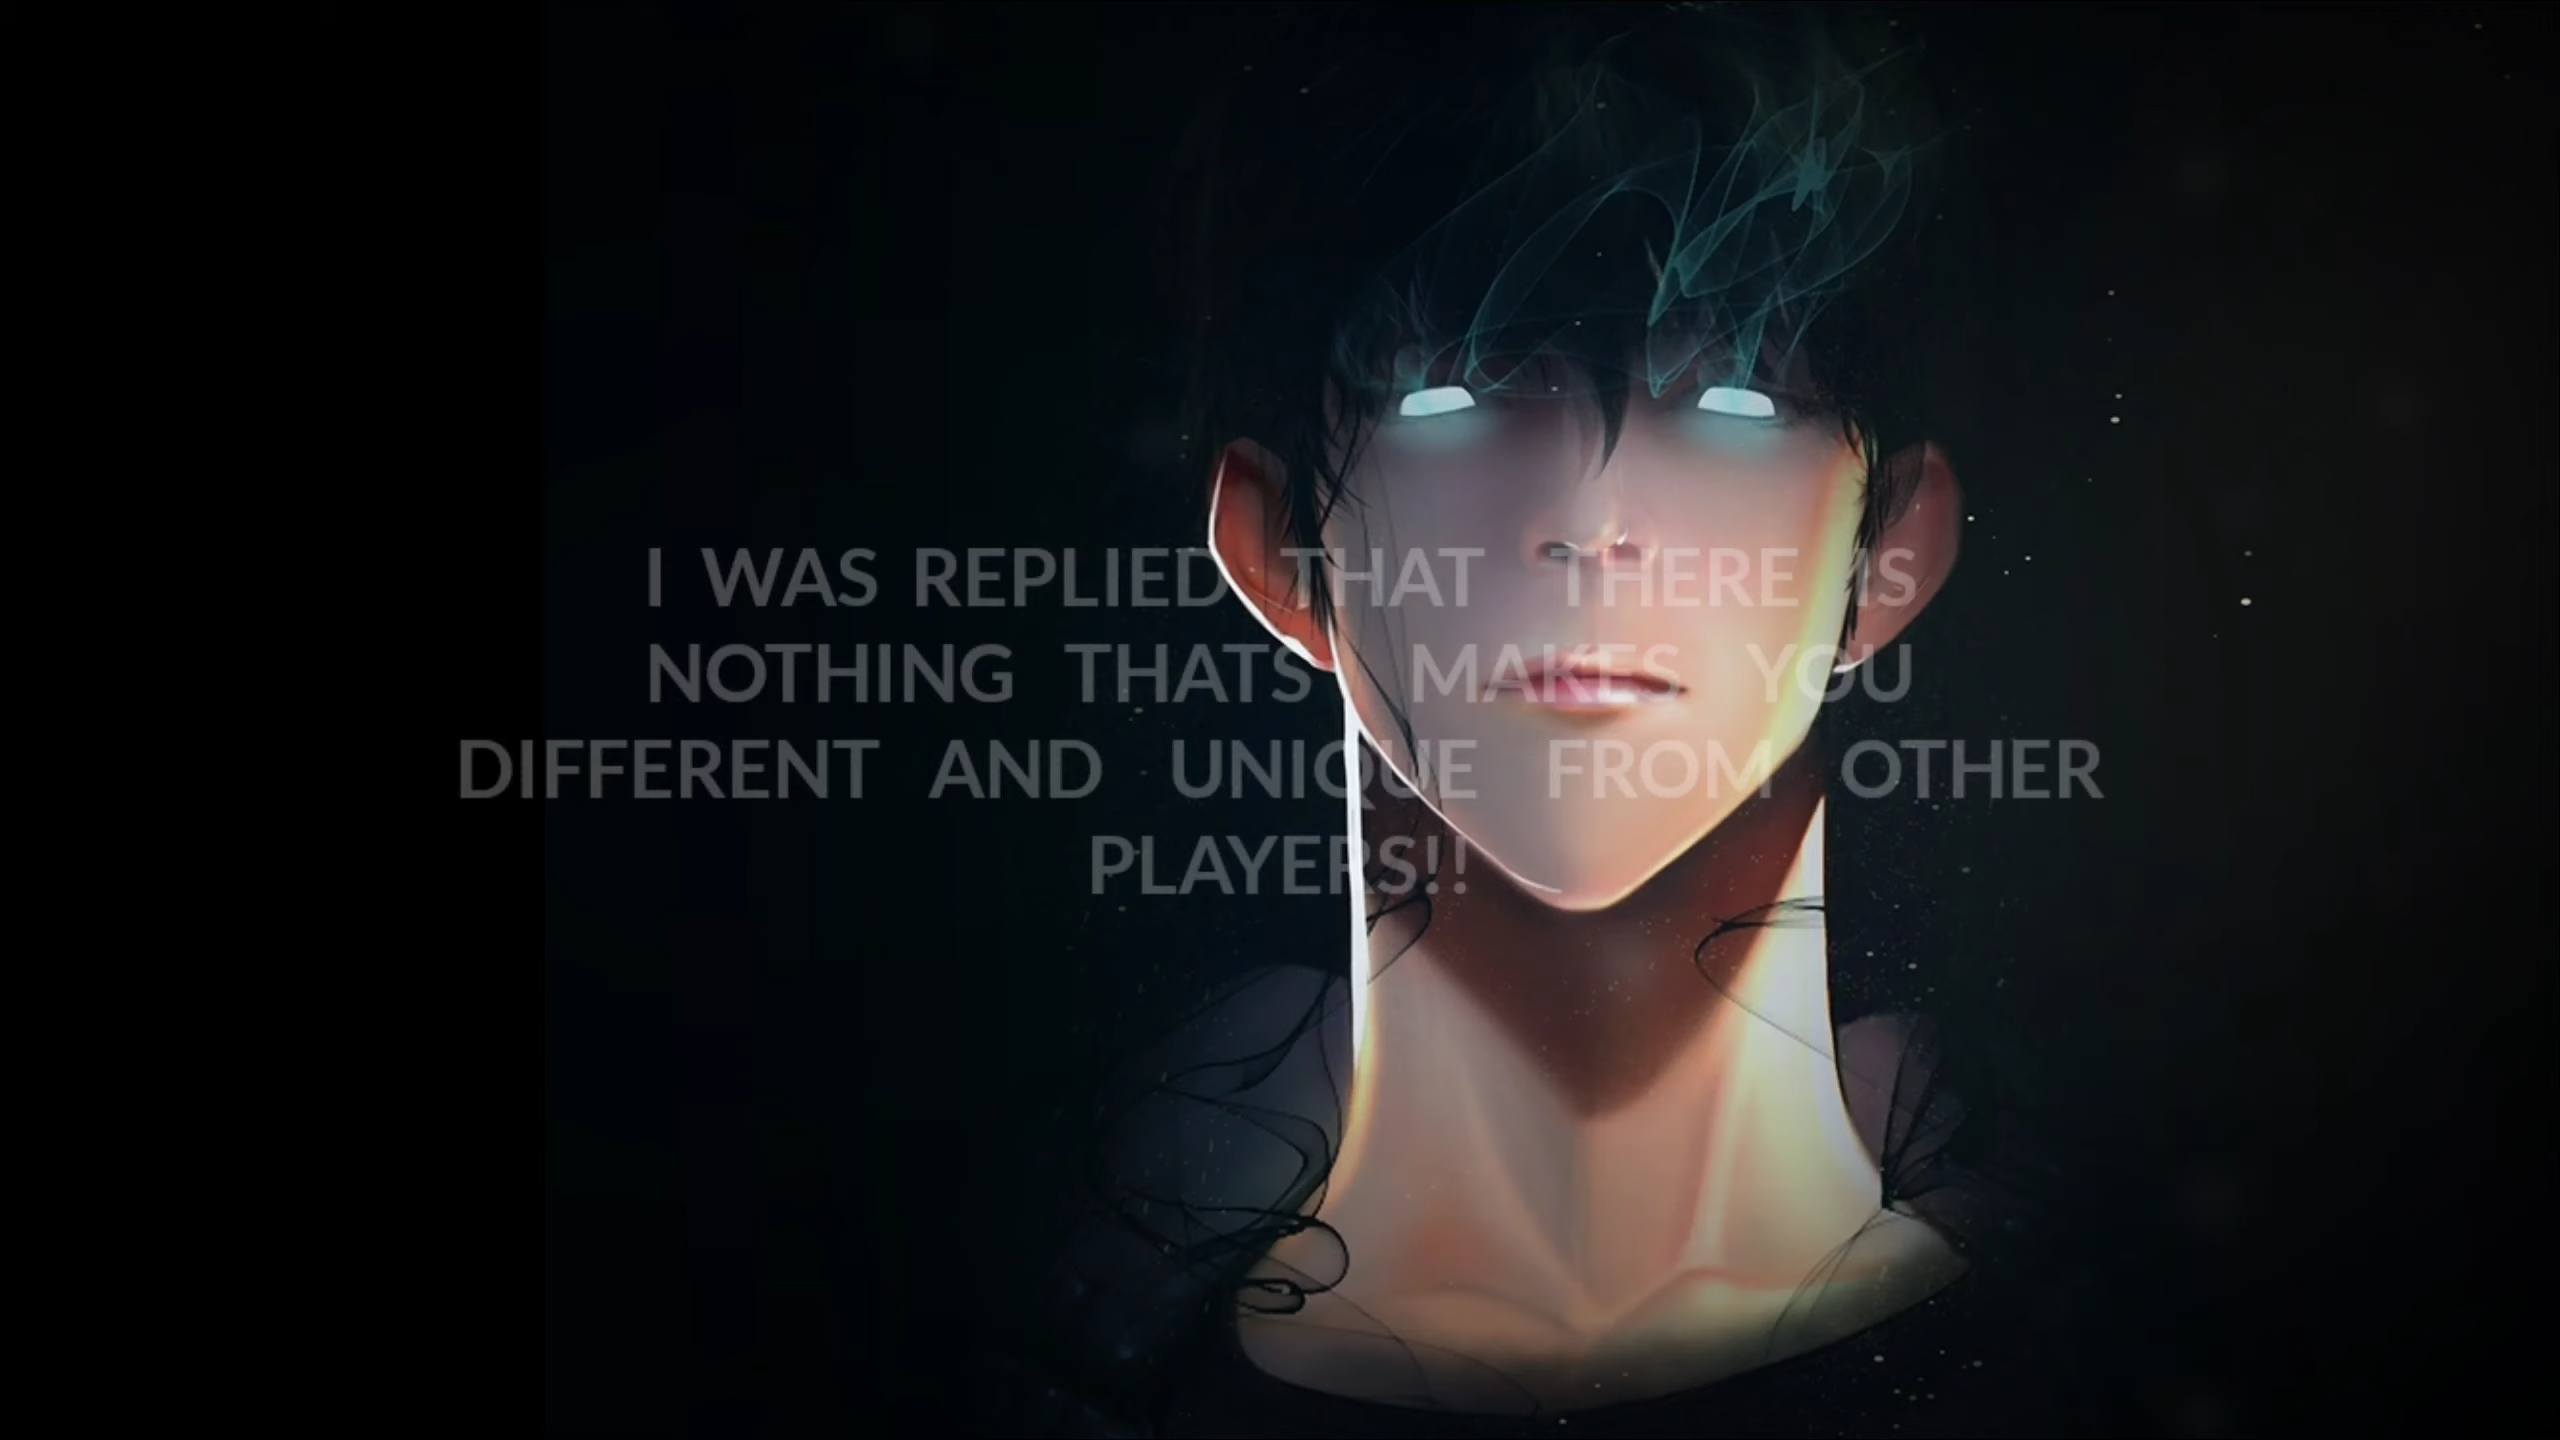 I WAS REPLIED THAT THERE IS
NOTHING THATS MAKES YOU
DIFFERENT AND UNIQUE FROM OTHER
PLAYERS!!